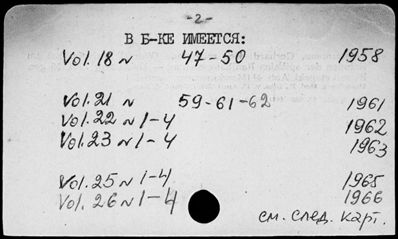 -2-
В Б-КЕ ИМЕЕТСЯ:
Vol. 18 N 47-50 1958
Vol. 21 N 59-61-62 1961
Vol. 22 N 1-4 1962
Vol. 23 N 1-4 1963
Vol. 25 N 1-4 1965
Vol. 26 N 1-4 1966
см. след. карт.